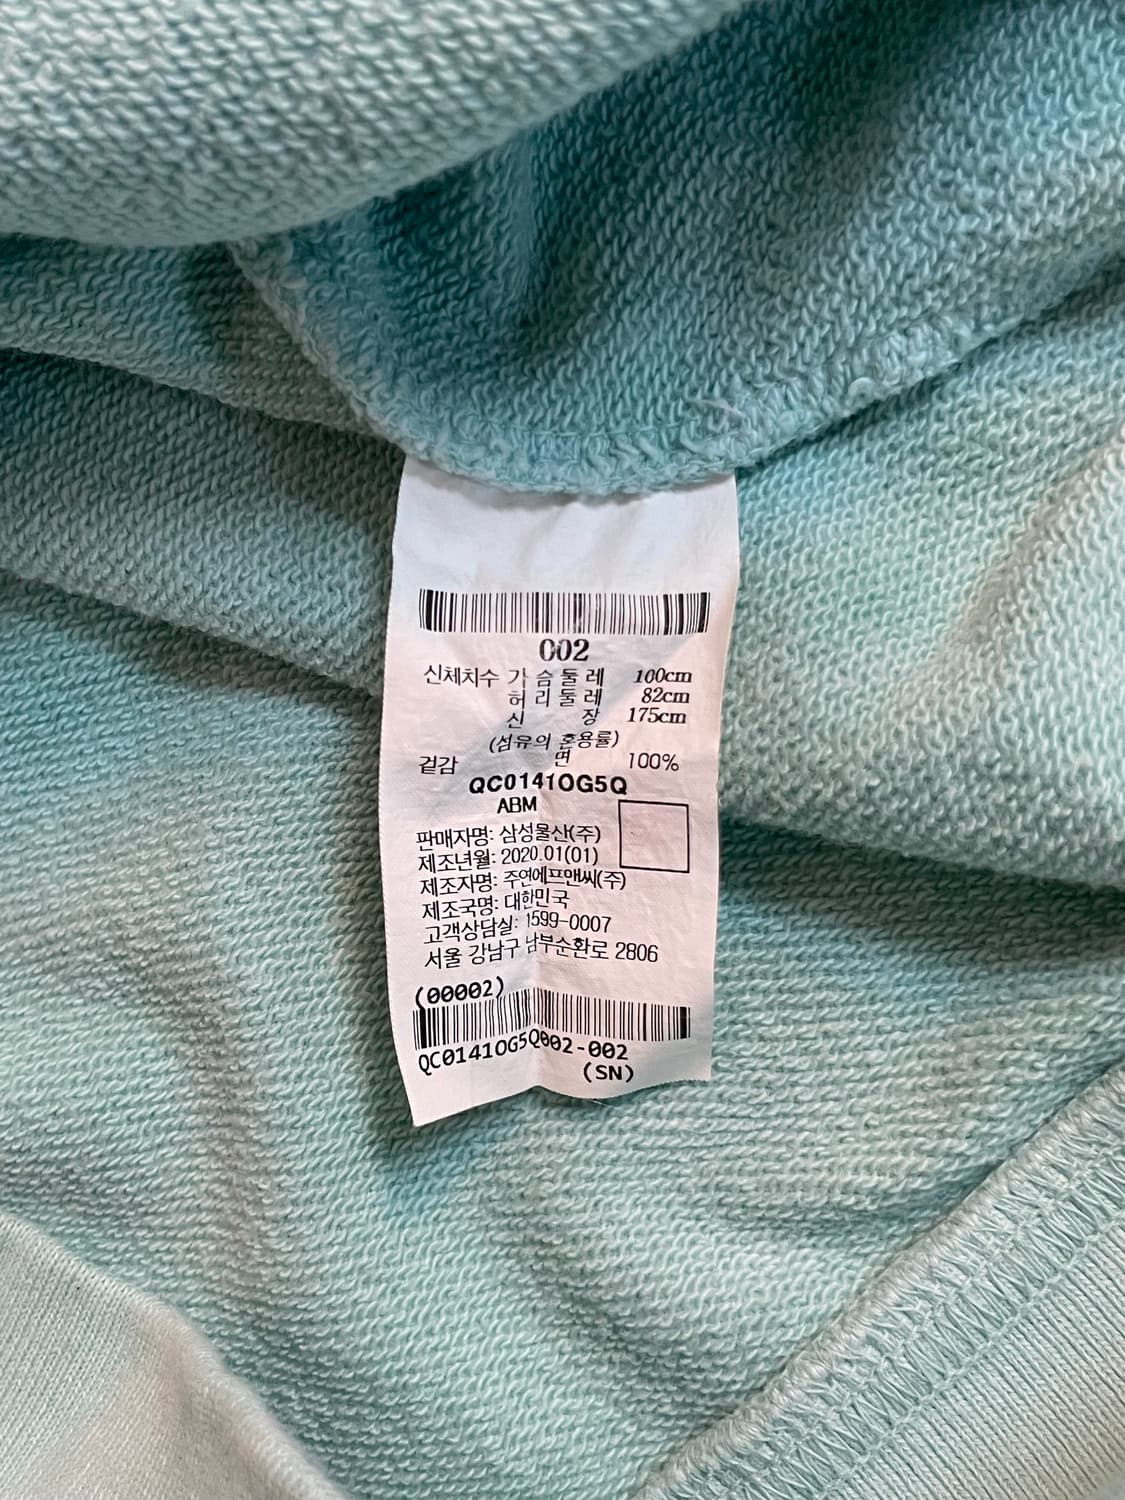 002
신체치수 가슴둘레 100cm
허리둘레 82cm
신 장 175cm
(섬유의 혼용률)
겉감 면 100%
QC0141OG5Q
ABM
판매자명: 삼성물산(주)
제조년월: 2020.01(01)
제조자명: 주연에프앤씨(주)
제조국명: 대한민국
고객상담실: 1599-0007
서울 강남구 남부순환로 2806
(00002)
QC0141OG5Q002-002
(SN)